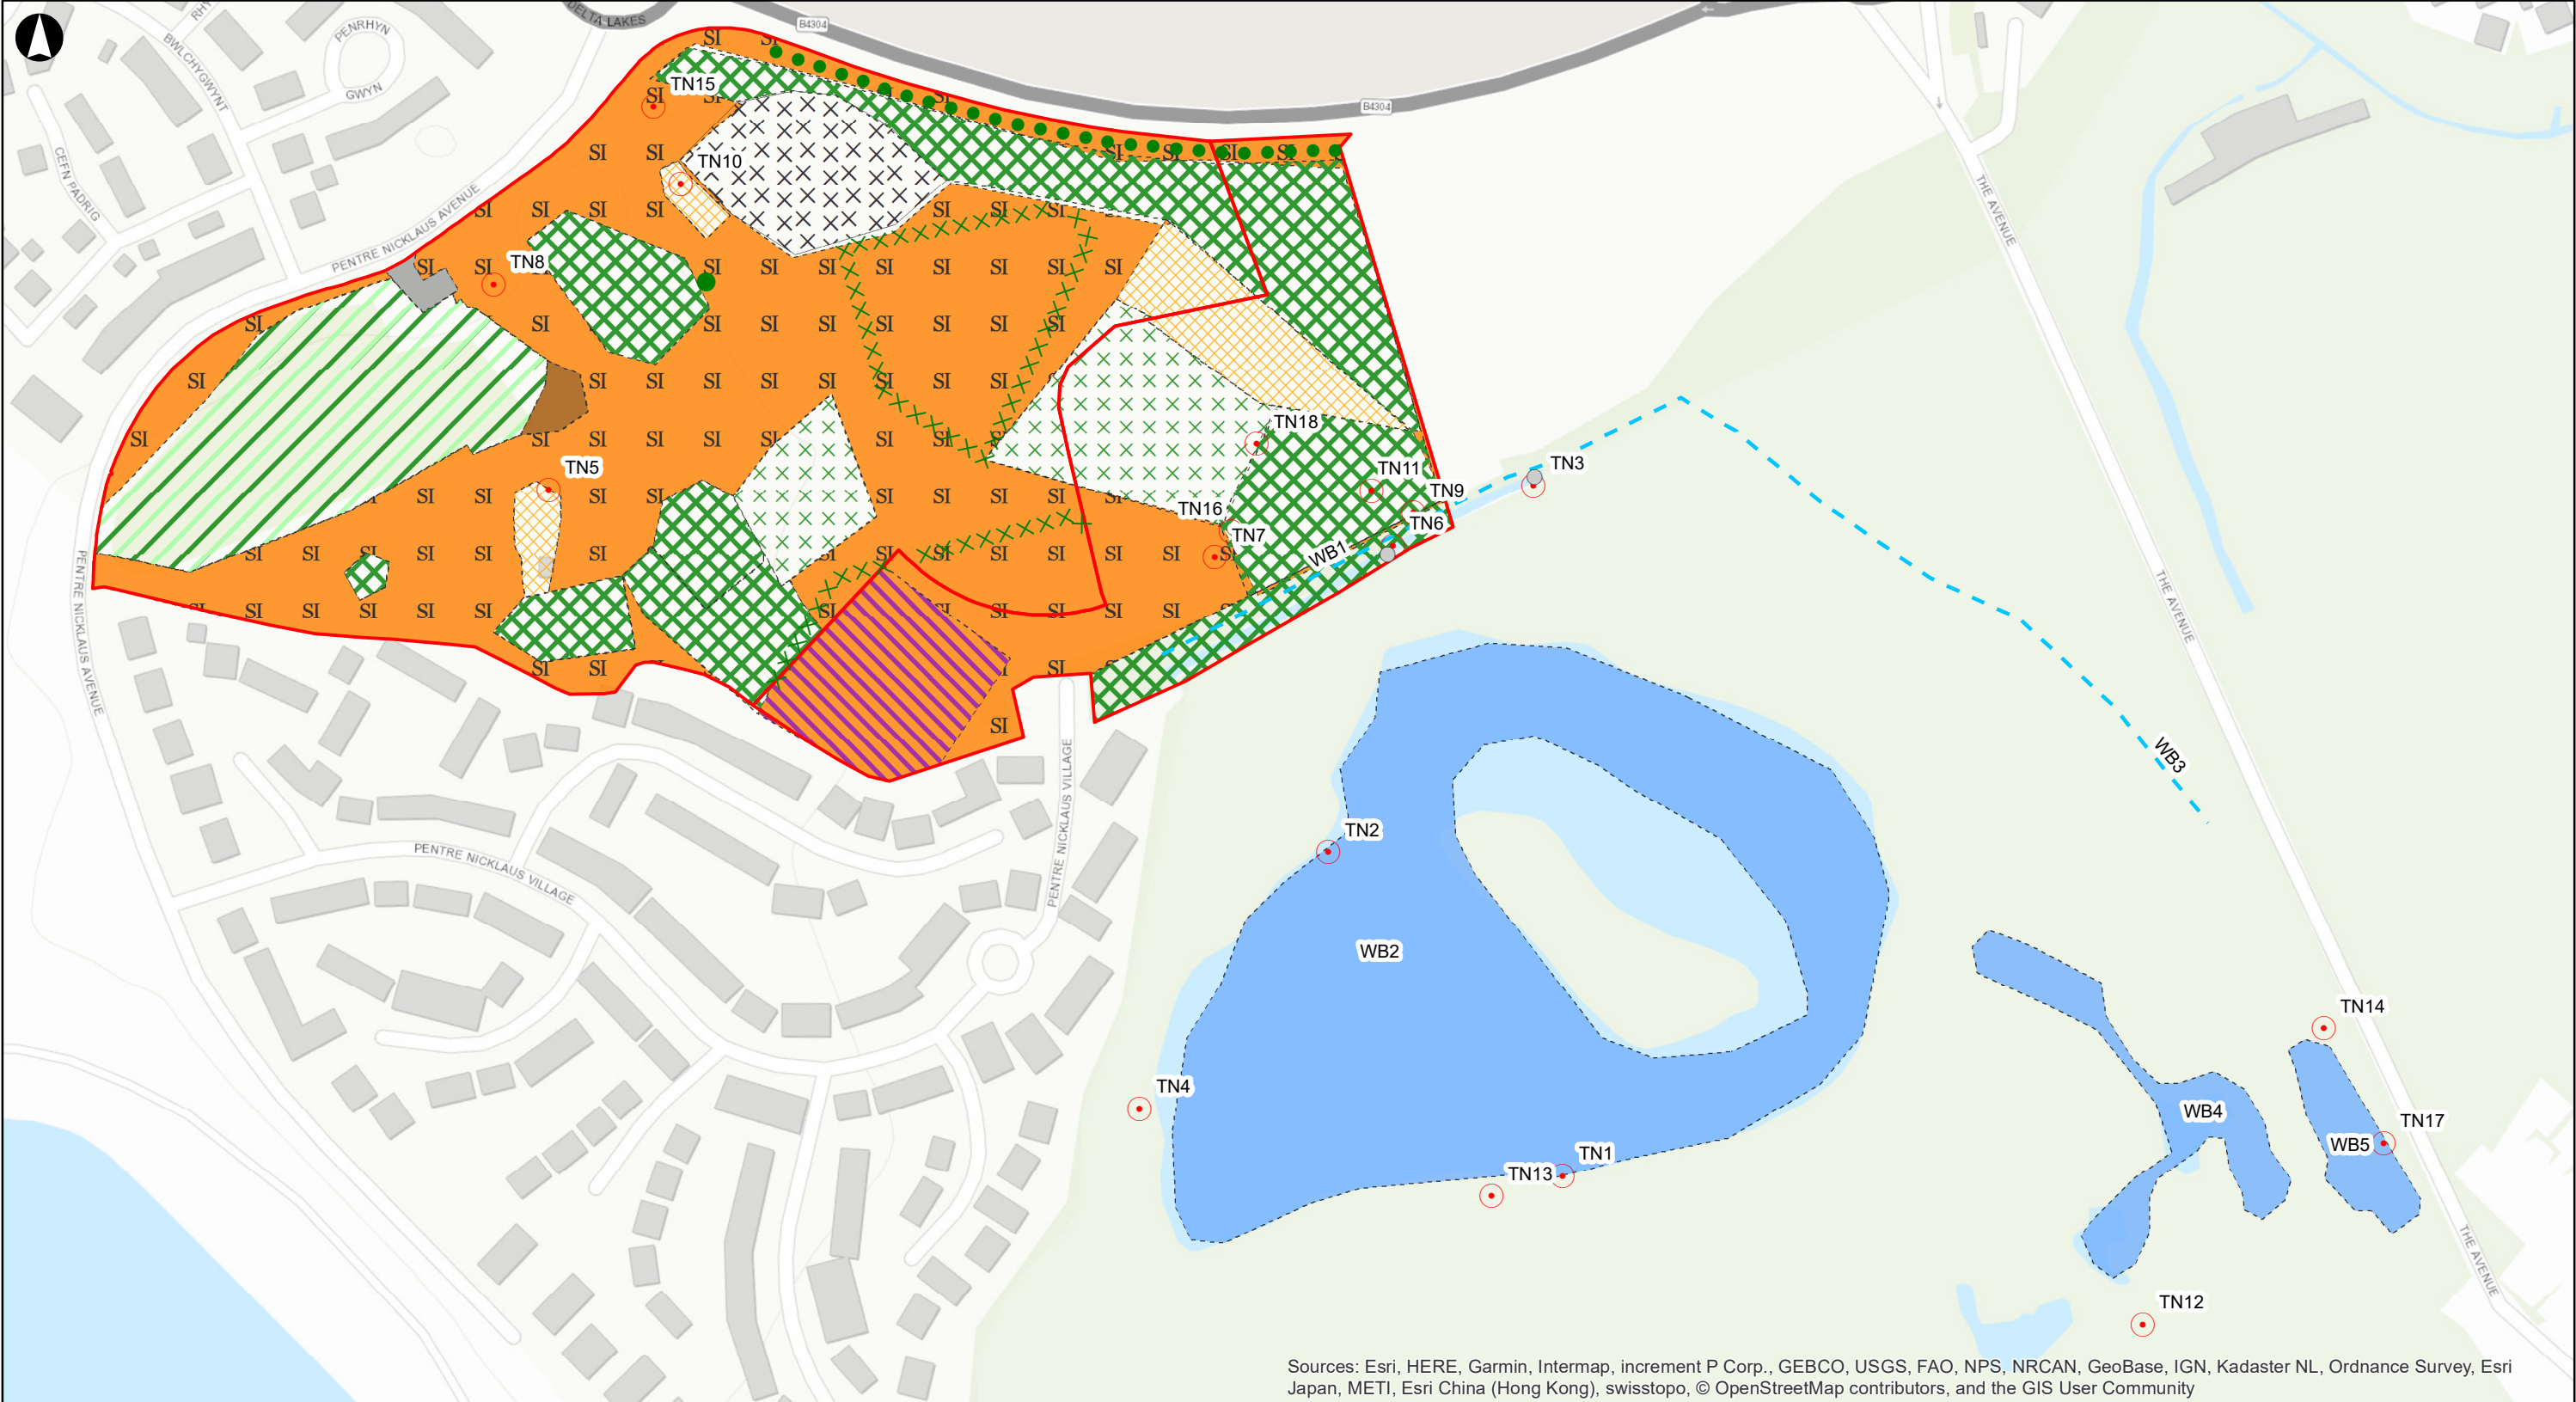 DELTA LAKES
B4304
PENRHYN
BWLCHYGWYNT
GWYN
CEFN PADRIG
PENTRE NICKLAUS AVENUE
B4304
THE AVENUE
TN15
TN10
TN8
TN5
TN18
TN11
TN9
TN3
TN16
TN6
TN7
WB1
SI
PENTRE NICKLAUS AVENUE
THE AVENUE
WB3
PENTRE NICKLAUS VILLAGE
PENTRE NICKLAUS VILLAGE
TN2
WB2
TN14
TN4
WB4
TN17
WB5
TN1
TN13
THE AVENUE
TN12
Sources: Esri, HERE, Garmin, Intermap, increment P Corp., GEBCO, USGS, FAO, NPS, NRCAN, GeoBase, IGN, Kadaster NL, Ordnance Survey, Esri
Japan, METI, Esri China (Hong Kong), swisstopo, © OpenStreetMap contributors, and the GIS User Community